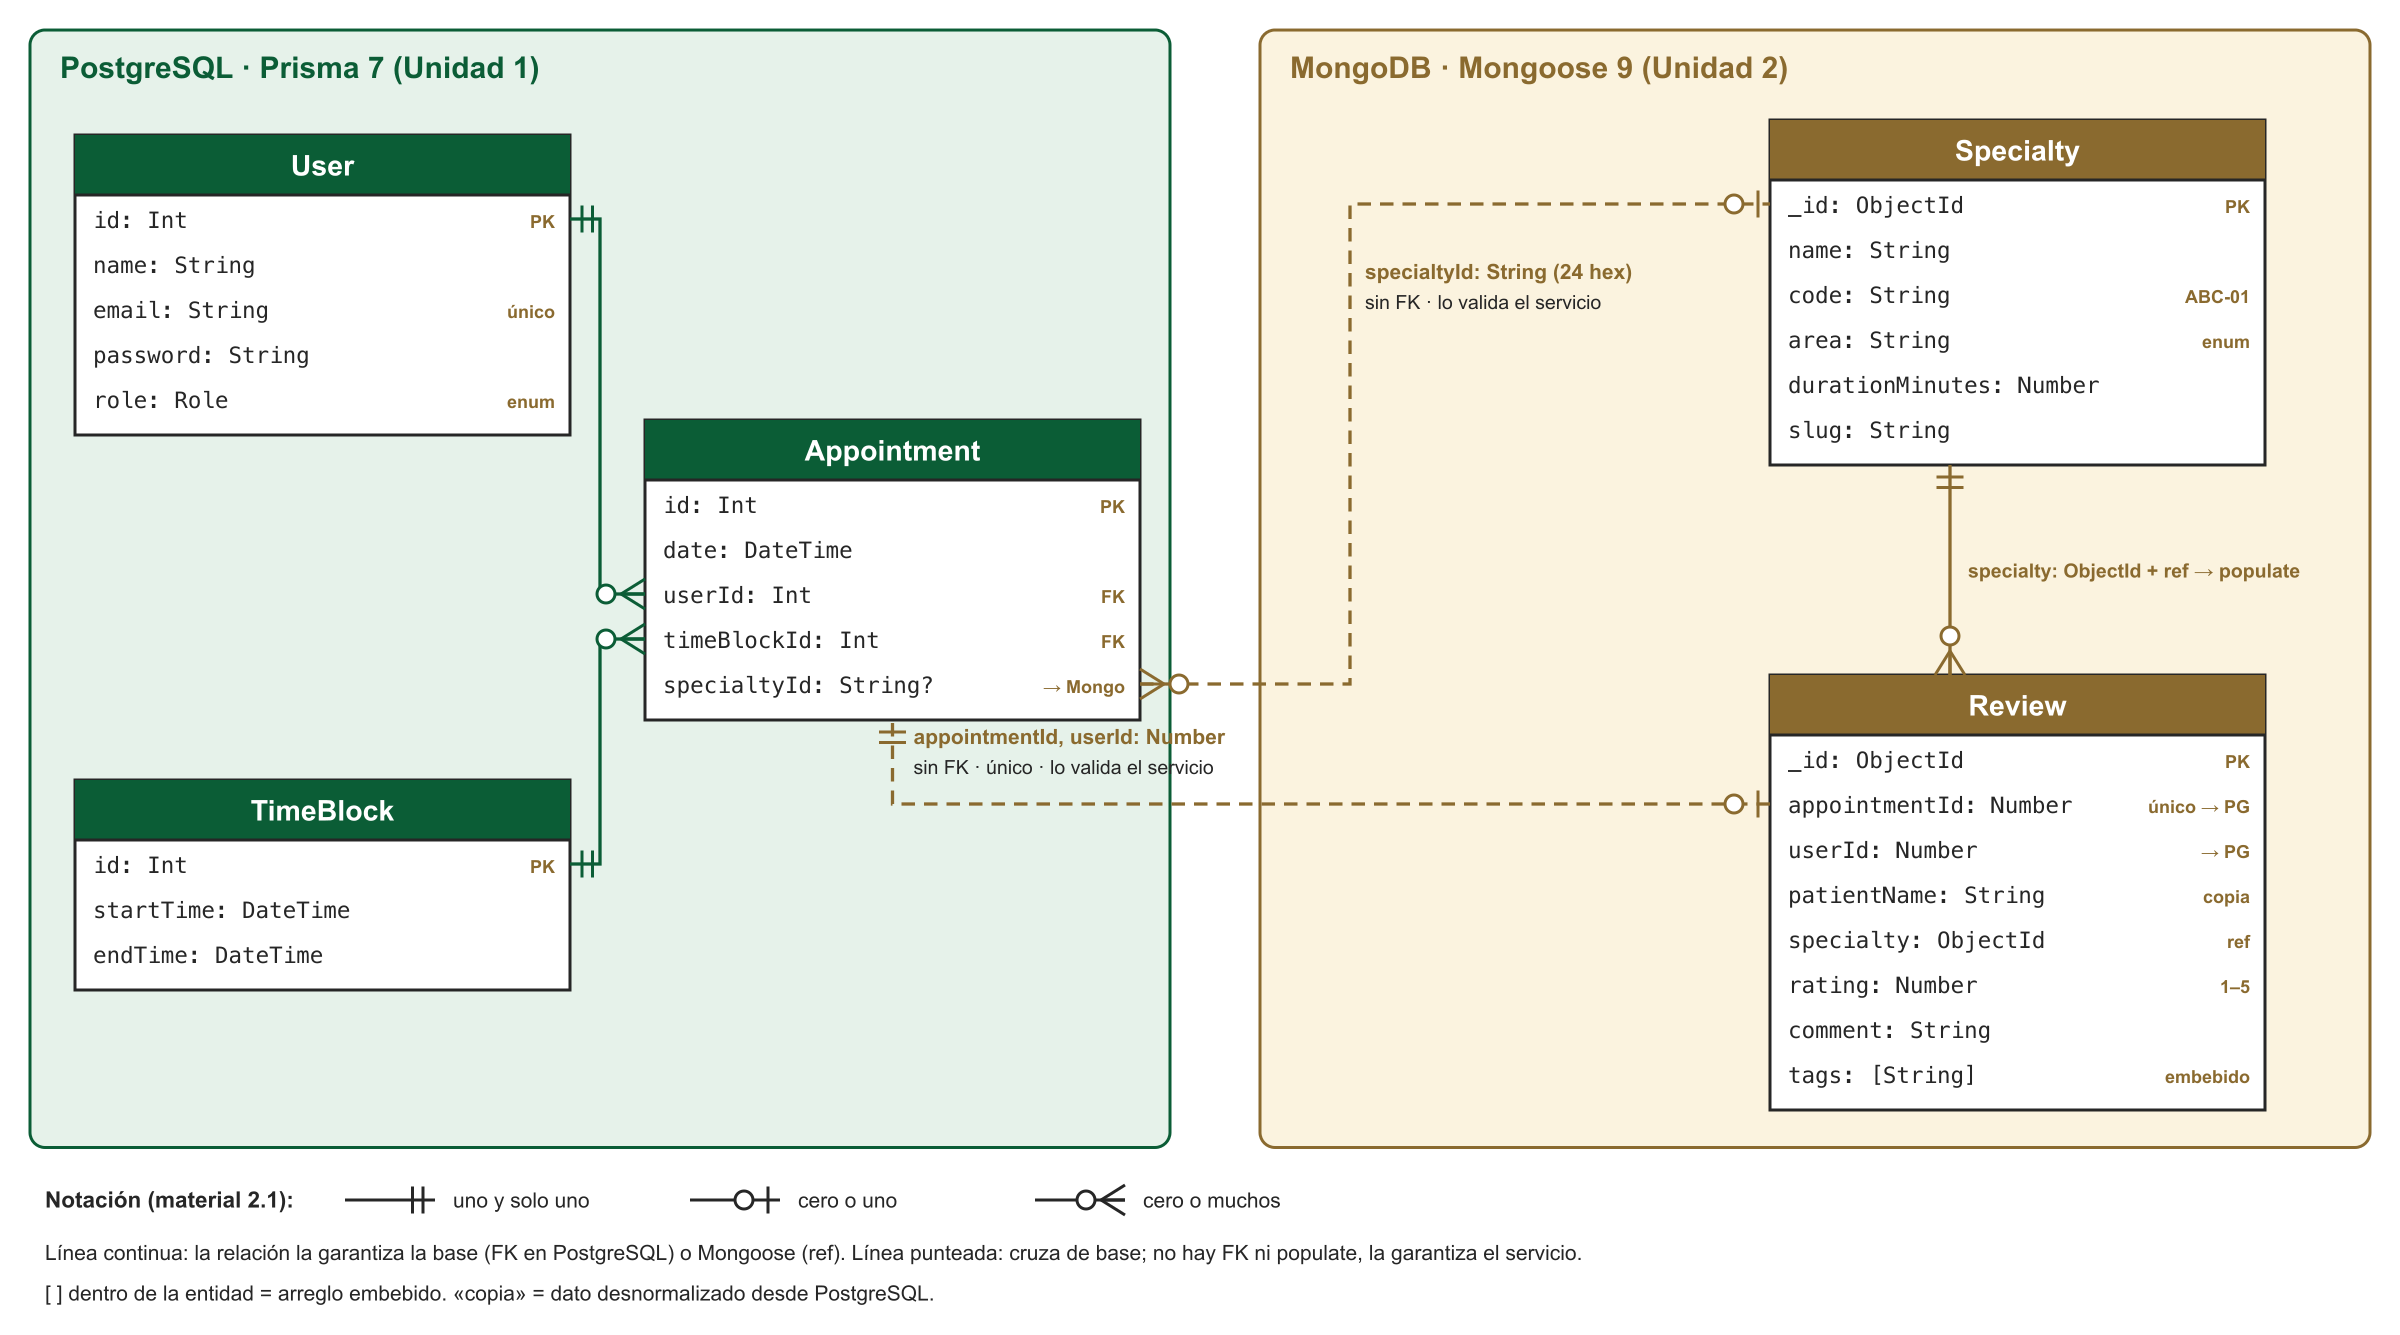 PostgreSQL · Prisma 7 (Unidad 1)
User
id: Int PK
name: String
email: String único
password: String
role: Role enum
Appointment
id: Int PK
date: DateTime
userId: Int FK
timeBlockId: Int FK
specialtyId: String? → Mongo
appointmentId, userId: Number
sin FK · único · lo valida el servicio
TimeBlock
id: Int PK
startTime: DateTime
endTime: DateTime
MongoDB · Mongoose 9 (Unidad 2)
specialtyId: String (24 hex)
sin FK · lo valida el servicio
Specialty
_id: ObjectId PK
name: String
code: String ABC-01
area: String enum
durationMinutes: Number
slug: String
specialty: ObjectId + ref → populate
Review
_id: ObjectId PK
appointmentId: Number único → PG
userId: Number → PG
patientName: String copia
specialty: ObjectId ref
rating: Number 1–5
comment: String
tags: [String] embebido
Notación (material 2.1): uno y solo uno cero o uno cero o muchos
Línea continua: la relación la garantiza la base (FK en PostgreSQL) o Mongoose (ref). Línea punteada: cruza de base; no hay FK ni populate, la garantiza el servicio.
[ ] dentro de la entidad = arreglo embebido. «copia» = dato desnormalizado desde PostgreSQL.